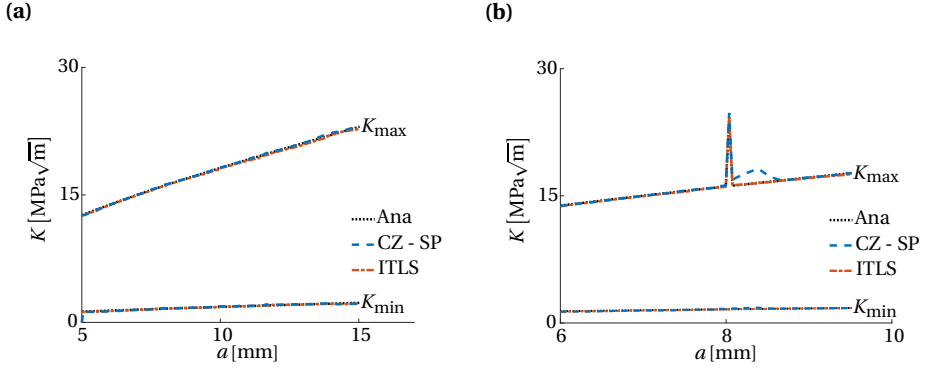 (a)
30
15
0
K [MPa√m]
K_max
Ana
CZ - SP
ITLS
K_min
5
10
15
a [mm]
(b)
30
15
0
K [MPa√m]
K_max
Ana
CZ - SP
ITLS
K_min
6
8
10
a [mm]